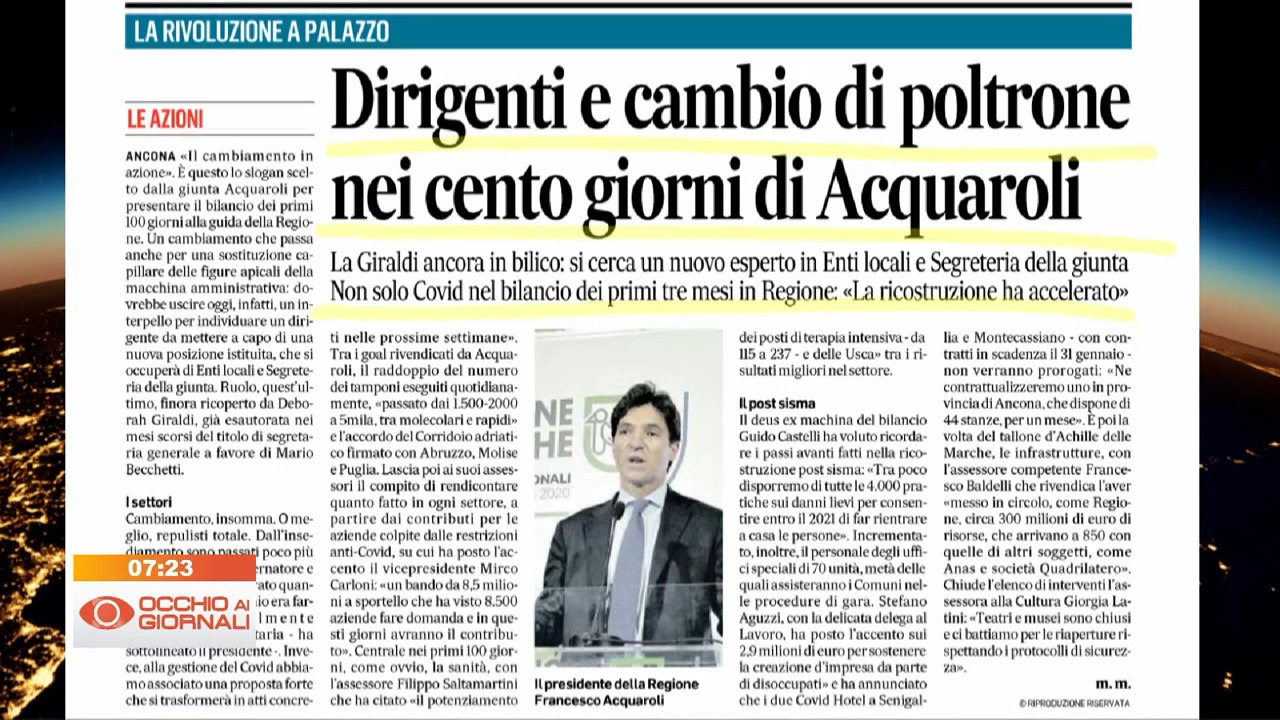 LA RIVOLUZIONE A PALAZZO
Dirigenti e cambio di poltrone
nei cento giorni di Acquaroli
La Giraldi ancora in bilico: si cerca un nuovo esperto in Enti locali e Segreteria della giunta
Non solo Covid nel bilancio dei primi tre mesi in Regione: «La ricostruzione ha accelerato»
LE AZIONI
ANCONA «Il cambiamento in
azione». È questo lo slogan scel-
to dalla giunta Acquaroli per
presentare il bilancio dei primi
100 giorni alla guida della Regio-
ne. Un cambiamento che passa
anche per una sostituzione ca-
pillare delle figure apicali della
macchina amministrativa: do-
vrebbe uscire oggi, infatti, un in-
terpello per individuare un diri-
gente da mettere a capo di una
nuova posizione istituita, che si
occuperà di Enti locali e Segrete-
ria della giunta. Ruolo, quest'ul-
timo, finora ricoperto da Debo-
rah Giraldi, già esautorata nei
mesi scorsi del titolo di segreta-
ria generale a favore di Mario
Becchetti.
I settori
Cambiamento, insomma. O me-
glio, repulisti totale. Dall'inse-
diamento sono passati poco più
ernatore e
rato quan-
io era far-
lmente
taria - ha
sottolineato il presidente -. Inve-
ce, alla gestione del Covid abbia-
mo associato una proposta forte
che si trasformerà in atti concre-
ti nelle prossime settimane».
Tra i goal rivendicati da Acqua-
roli, il raddoppio del numero
dei tamponi eseguiti quotidiana-
mente, «passato dai 1.500-2000
a 5mila, tra molecolari e rapidi»
e l'accordo del Corridoio adriati-
co firmato con Abruzzo, Molise
e Puglia. Lascia poi ai suoi asses-
sori il compito di rendicontare
quanto fatto in ogni settore, a
partire dai contributi per le
aziende colpite dalle restrizioni
anti-Covid, su cui ha posto l'ac-
cento il vicepresidente Mirco
Carloni: «un bando da 8,5 milio-
ni a sportello che ha visto 8.500
aziende fare domanda e in que-
sti giorni avranno il contribu-
to». Centrale nei primi 100 gior-
ni, come ovvio, la sanità, con
l'assessore Filippo Saltamartini
che ha citato «il potenziamento
NE
HE
IONALI
-2020
Il presidente della Regione
Francesco Acquaroli
dei posti di terapia intensiva - da
115 a 237 - e delle Usca» tra i ri-
sultati migliori nel settore.
Il post sisma
Il deus ex machina del bilancio
Guido Castelli ha voluto ricorda-
re i passi avanti fatti nella rico-
struzione post sisma: «Tra poco
disporremo di tutte le 4.000 pra-
tiche sui danni lievi per consen-
tire entro il 2021 di far rientrare
a casa le persone». Incrementa-
to, inoltre, il personale degli uffi-
ci speciali di 70 unità, metà delle
quali assisteranno i Comuni nel-
le procedure di gara. Stefano
Aguzzi, con la delicata delega al
Lavoro, ha posto l'accento sui
2,9 milioni di euro per sostenere
la creazione d'impresa da parte
di disoccupati» e ha annunciato
che i due Covid Hotel a Senigal-
lia e Montecassiano - con con-
tratti in scadenza il 31 gennaio -
non verranno prorogati: «Ne
contrattualizzeremo uno in pro-
vincia di Ancona, che dispone di
44 stanze, per un mese». È poi la
volta del tallone d'Achille delle
Marche, le infrastrutture, con
l'assessore competente France-
sco Baldelli che rivendica l'aver
«messo in circolo, come Regio-
ne, circa 300 milioni di euro di
risorse, che arrivano a 850 con
quelle di altri soggetti, come
Anas e società Quadrilatero».
Chiude l'elenco di interventi l'as-
sessora alla Cultura Giorgia La-
tini: «Teatri e musei sono chiusi
e ci battiamo per le riaperture ri-
spettando i protocolli di sicurez-
za».
m. m.
© RIPRODUZIONE RISERVATA
07:23
OCCHIO AI
GIORNALI